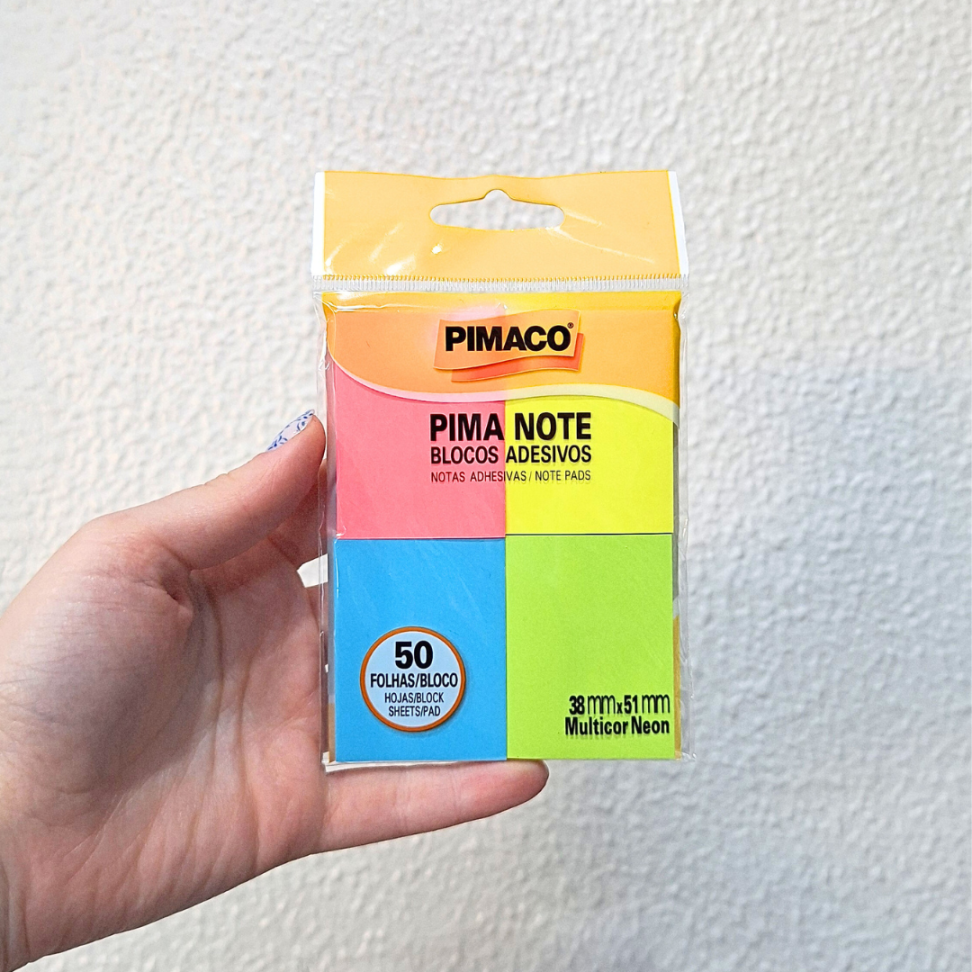 PIMACO®
PIMA NOTE
BLOCOS ADESIVOS
NOTAS ADHESIVAS / NOTE PADS
50
FOLHAS/BLOCO
HOJAS/BLOCK
SHEETS/PAD
38 mm x 51 mm
Multicor Neon